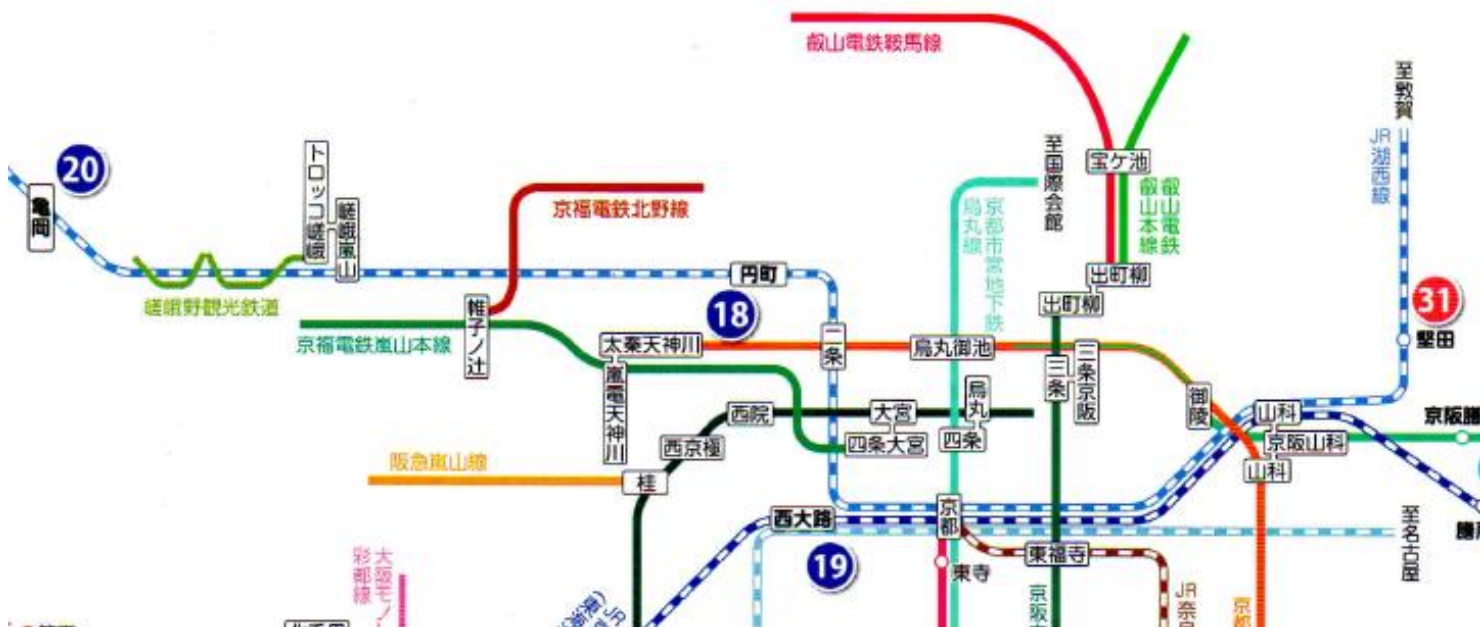 叡山電鉄鞍馬線
至敦賀
JR湖西線
20
亀岡
トロッコ嵯峨
嵯峨嵐山
京福電鉄北野線
至国際会館
宝ケ池
叡山電鉄
叡山本線
京都市営地下鉄
烏丸線
嵯峨野観光鉄道
円町
出町柳
出町柳
31
堅田
18
帷子ノ辻
京福電鉄嵐山本線
太秦天神川
二条
烏丸御池
三条
三条京阪
嵐電天神川
西院
大宮
烏丸
御陵
山科
西京極
四条大宮
四条
京阪山科
山科
阪急嵐山線
桂
西大路
京都
至名古屋
19
東寺
東福寺
大阪モノ
彩都線
JR
京阪
JR奈
京都